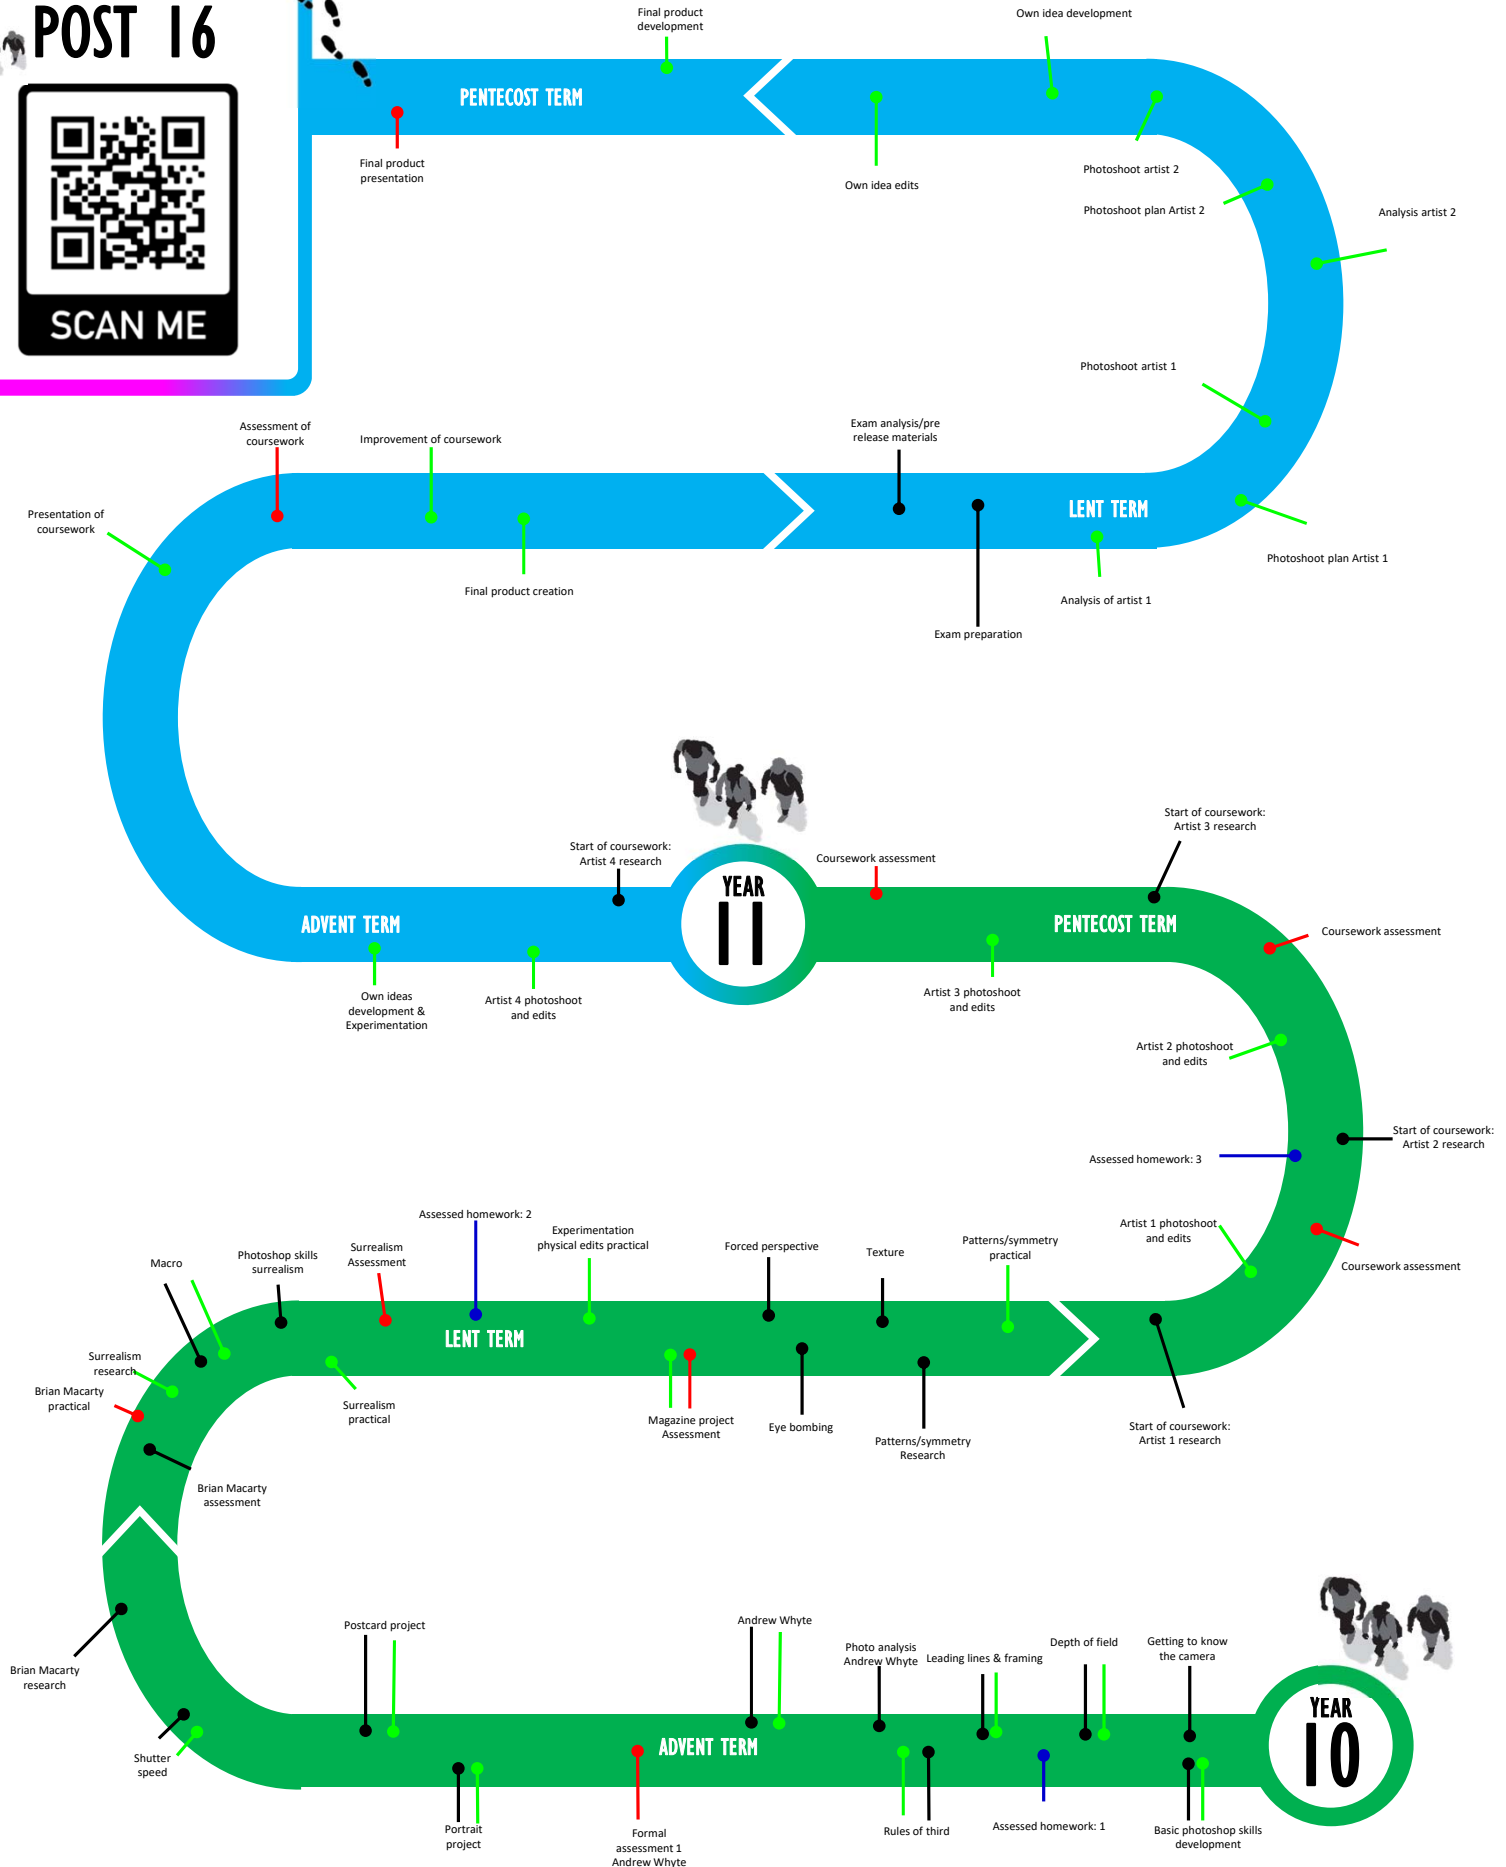 POST 16
SCAN ME
Final product
development
Own idea development
PENTECOST TERM
Final product
presentation
Own idea edits
Photoshoot artist 2
Photoshoot plan Artist 2
Analysis artist 2
Photoshoot artist 1
Assessment of
coursework
Improvement of coursework
Exam analysis/pre
release materials
Presentation of
coursework
LENT TERM
Photoshoot plan Artist 1
Final product creation
Analysis of artist 1
Exam preparation
Start of coursework:
Artist 3 research
Start of coursework:
Artist 4 research
Coursework assessment
YEAR
11
ADVENT TERM
PENTECOST TERM
Coursework assessment
Own ideas
development &
Experimentation
Artist 4 photoshoot
and edits
Artist 3 photoshoot
and edits
Artist 2 photoshoot
and edits
Start of coursework:
Artist 2 research
Assessed homework: 3
Assessed homework: 2
Experimentation
physical edits practical
Artist 1 photoshoot
and edits
Macro
Photoshop skills
surrealism
Surrealism
Assessment
Forced perspective
Texture
Patterns/symmetry
practical
Coursework assessment
LENT TERM
Surrealism
research
Brian Macarty
practical
Surrealism
practical
Magazine project
Assessment
Eye bombing
Patterns/symmetry
Research
Start of coursework:
Artist 1 research
Brian Macarty
assessment
Postcard project
Andrew Whyte
Photo analysis
Andrew Whyte
Leading lines & framing
Depth of field
Getting to know
the camera
Brian Macarty
research
YEAR
10
ADVENT TERM
Shutter
speed
Portrait
project
Formal
assessment 1
Andrew Whyte
Rules of third
Assessed homework: 1
Basic photoshop skills
development